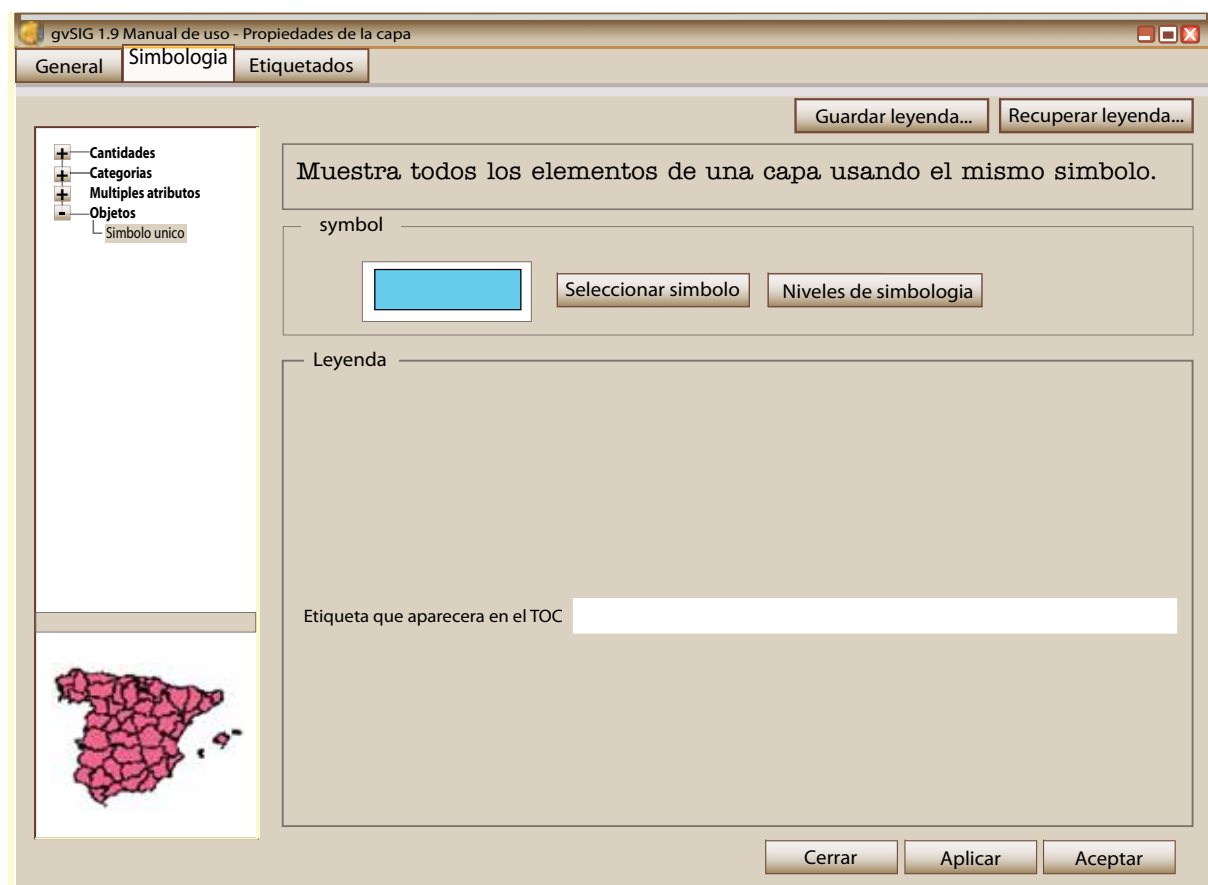 gvSIG 1.9 Manual de uso - Propiedades de la capa
General Simbologia Etiquetados
Guardar leyenda... Recuperar leyenda...
Cantidades
Categorias
Multiples atributos
Objetos
Simbolo unico
Muestra todos los elementos de una capa usando el mismo simbolo.
symbol
Seleccionar simbolo Niveles de simbologia
Leyenda
Etiqueta que aparecera en el TOC
Cerrar Aplicar Aceptar